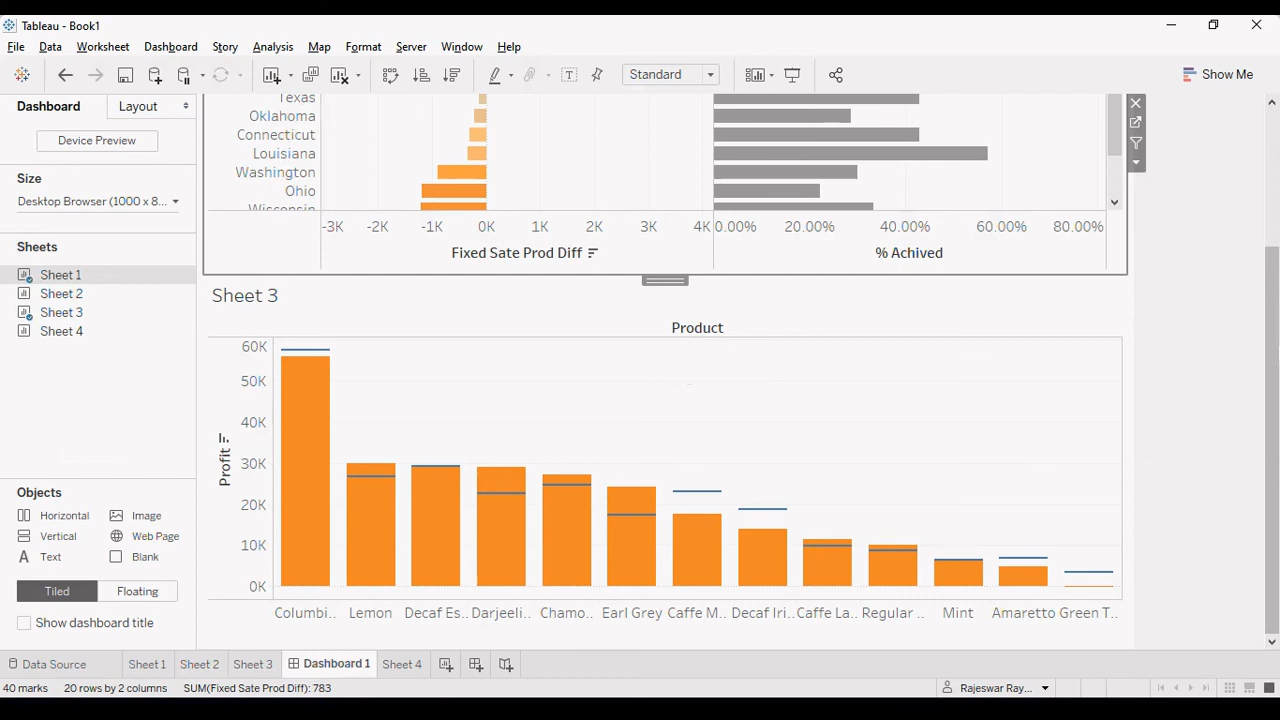 Tableau - Book1
File Data Worksheet Dashboard Story Analysis Map Format Server Window Help
Standard
Show Me
Dashboard Layout
Device Preview
Size
Desktop Browser (1000 x 8...
Sheets
Sheet 1
Sheet 2
Sheet 3
Sheet 4
Objects
Horizontal Image
Vertical Web Page
A Text Blank
Tiled Floating
Show dashboard title
Texas
Oklahoma
Connecticut
Louisiana
Washington
Ohio
Wisconsin
-3K -2K -1K 0K 1K 2K 3K 4K 0.00% 20.00% 40.00% 60.00% 80.00%
Fixed Sate Prod Diff % Achived
Sheet 3
Product
Profit
60K
50K
40K
30K
20K
10K
0K
Columbi.. Lemon Decaf Es.. Darjeeli.. Chamo.. Earl Grey Caffe M.. Decaf Iri.. Caffe La.. Regular .. Mint Amaretto Green T..
Data Source Sheet 1 Sheet 2 Sheet 3 Dashboard 1 Sheet 4
40 marks 20 rows by 2 columns SUM(Fixed Sate Prod Diff): 783 Rajeswar Ray...